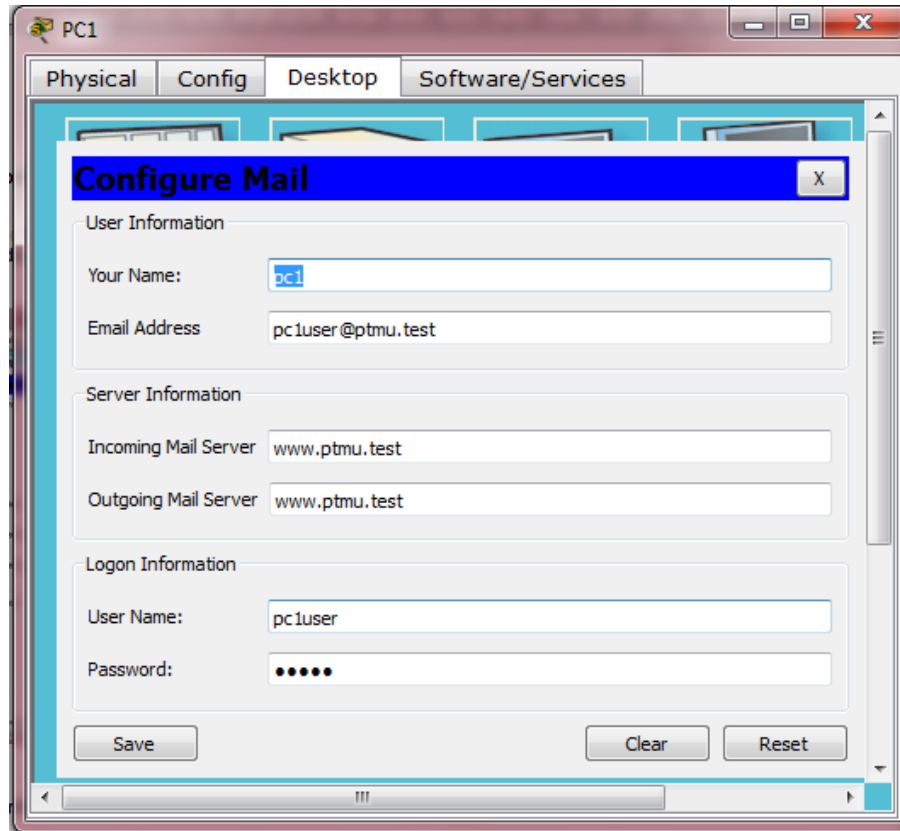 PC1
Physical Config Desktop Software/Services
Configure Mail X
User Information
Your Name: pc1
Email Address pc1user@ptmu.test
Server Information
Incoming Mail Server www.ptmu.test
Outgoing Mail Server www.ptmu.test
Logon Information
User Name: pc1user
Password: •••••
Save Clear Reset